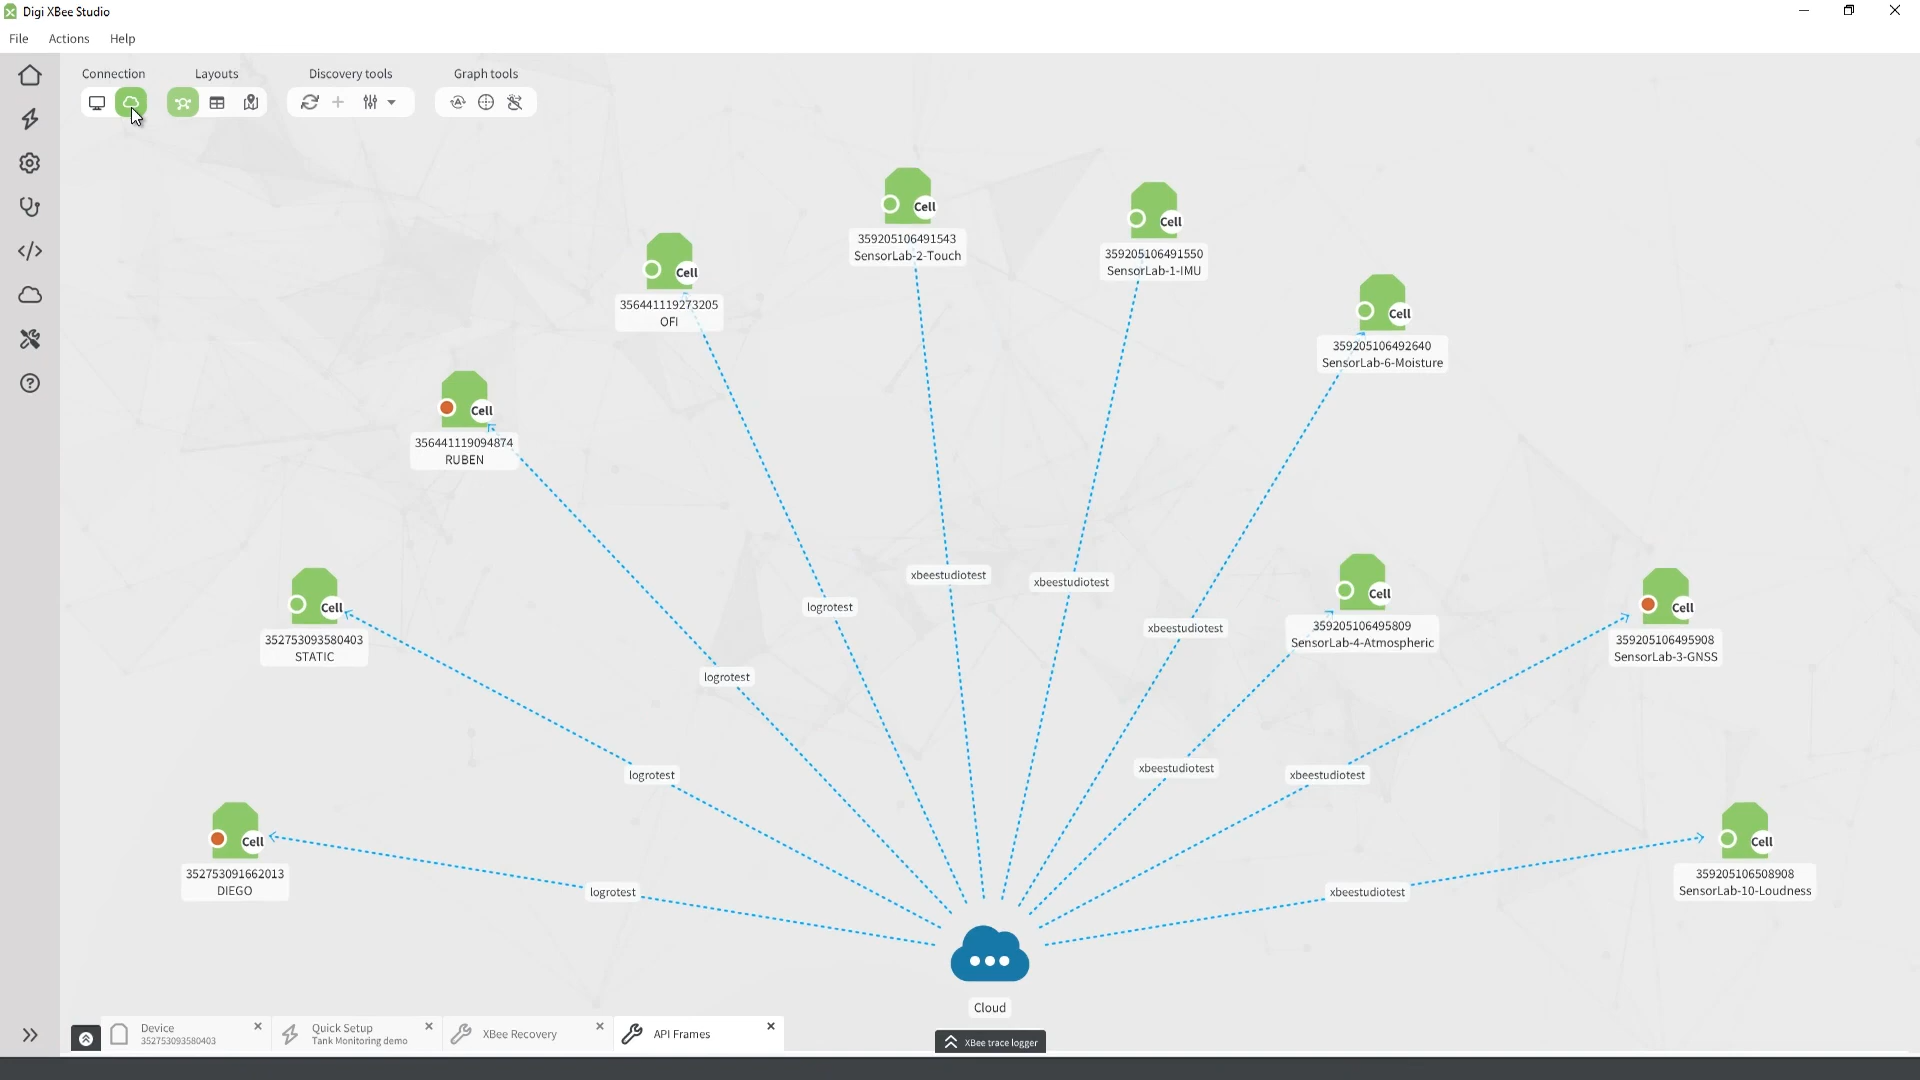 Digi XBee Studio
File Actions Help
Connection Layouts Discovery tools Graph tools
Cell
359205106491543
SensorLab-2-Touch
Cell
359205106491550
SensorLab-1-IMU
Cell
356441119273205
OFI
Cell
359205106492640
SensorLab-6-Moisture
Cell
356441119094874
RUBEN
Cell
352753093580403
STATIC
Cell
359205106495809
SensorLab-4-Atmospheric
Cell
359205106495908
SensorLab-3-GNSS
Cell
352753091662013
DIEGO
Cell
359205106508908
SensorLab-10-Loudness
xbeestudiotest
xbeestudiotest
logrotest
xbeestudiotest
logrotest
xbeestudiotest
logrotest
xbeestudiotest
logrotest
xbeestudiotest
Cloud
Device
352753093580403
Quick Setup
Tank Monitoring demo
XBee Recovery
API Frames
XBee trace logger